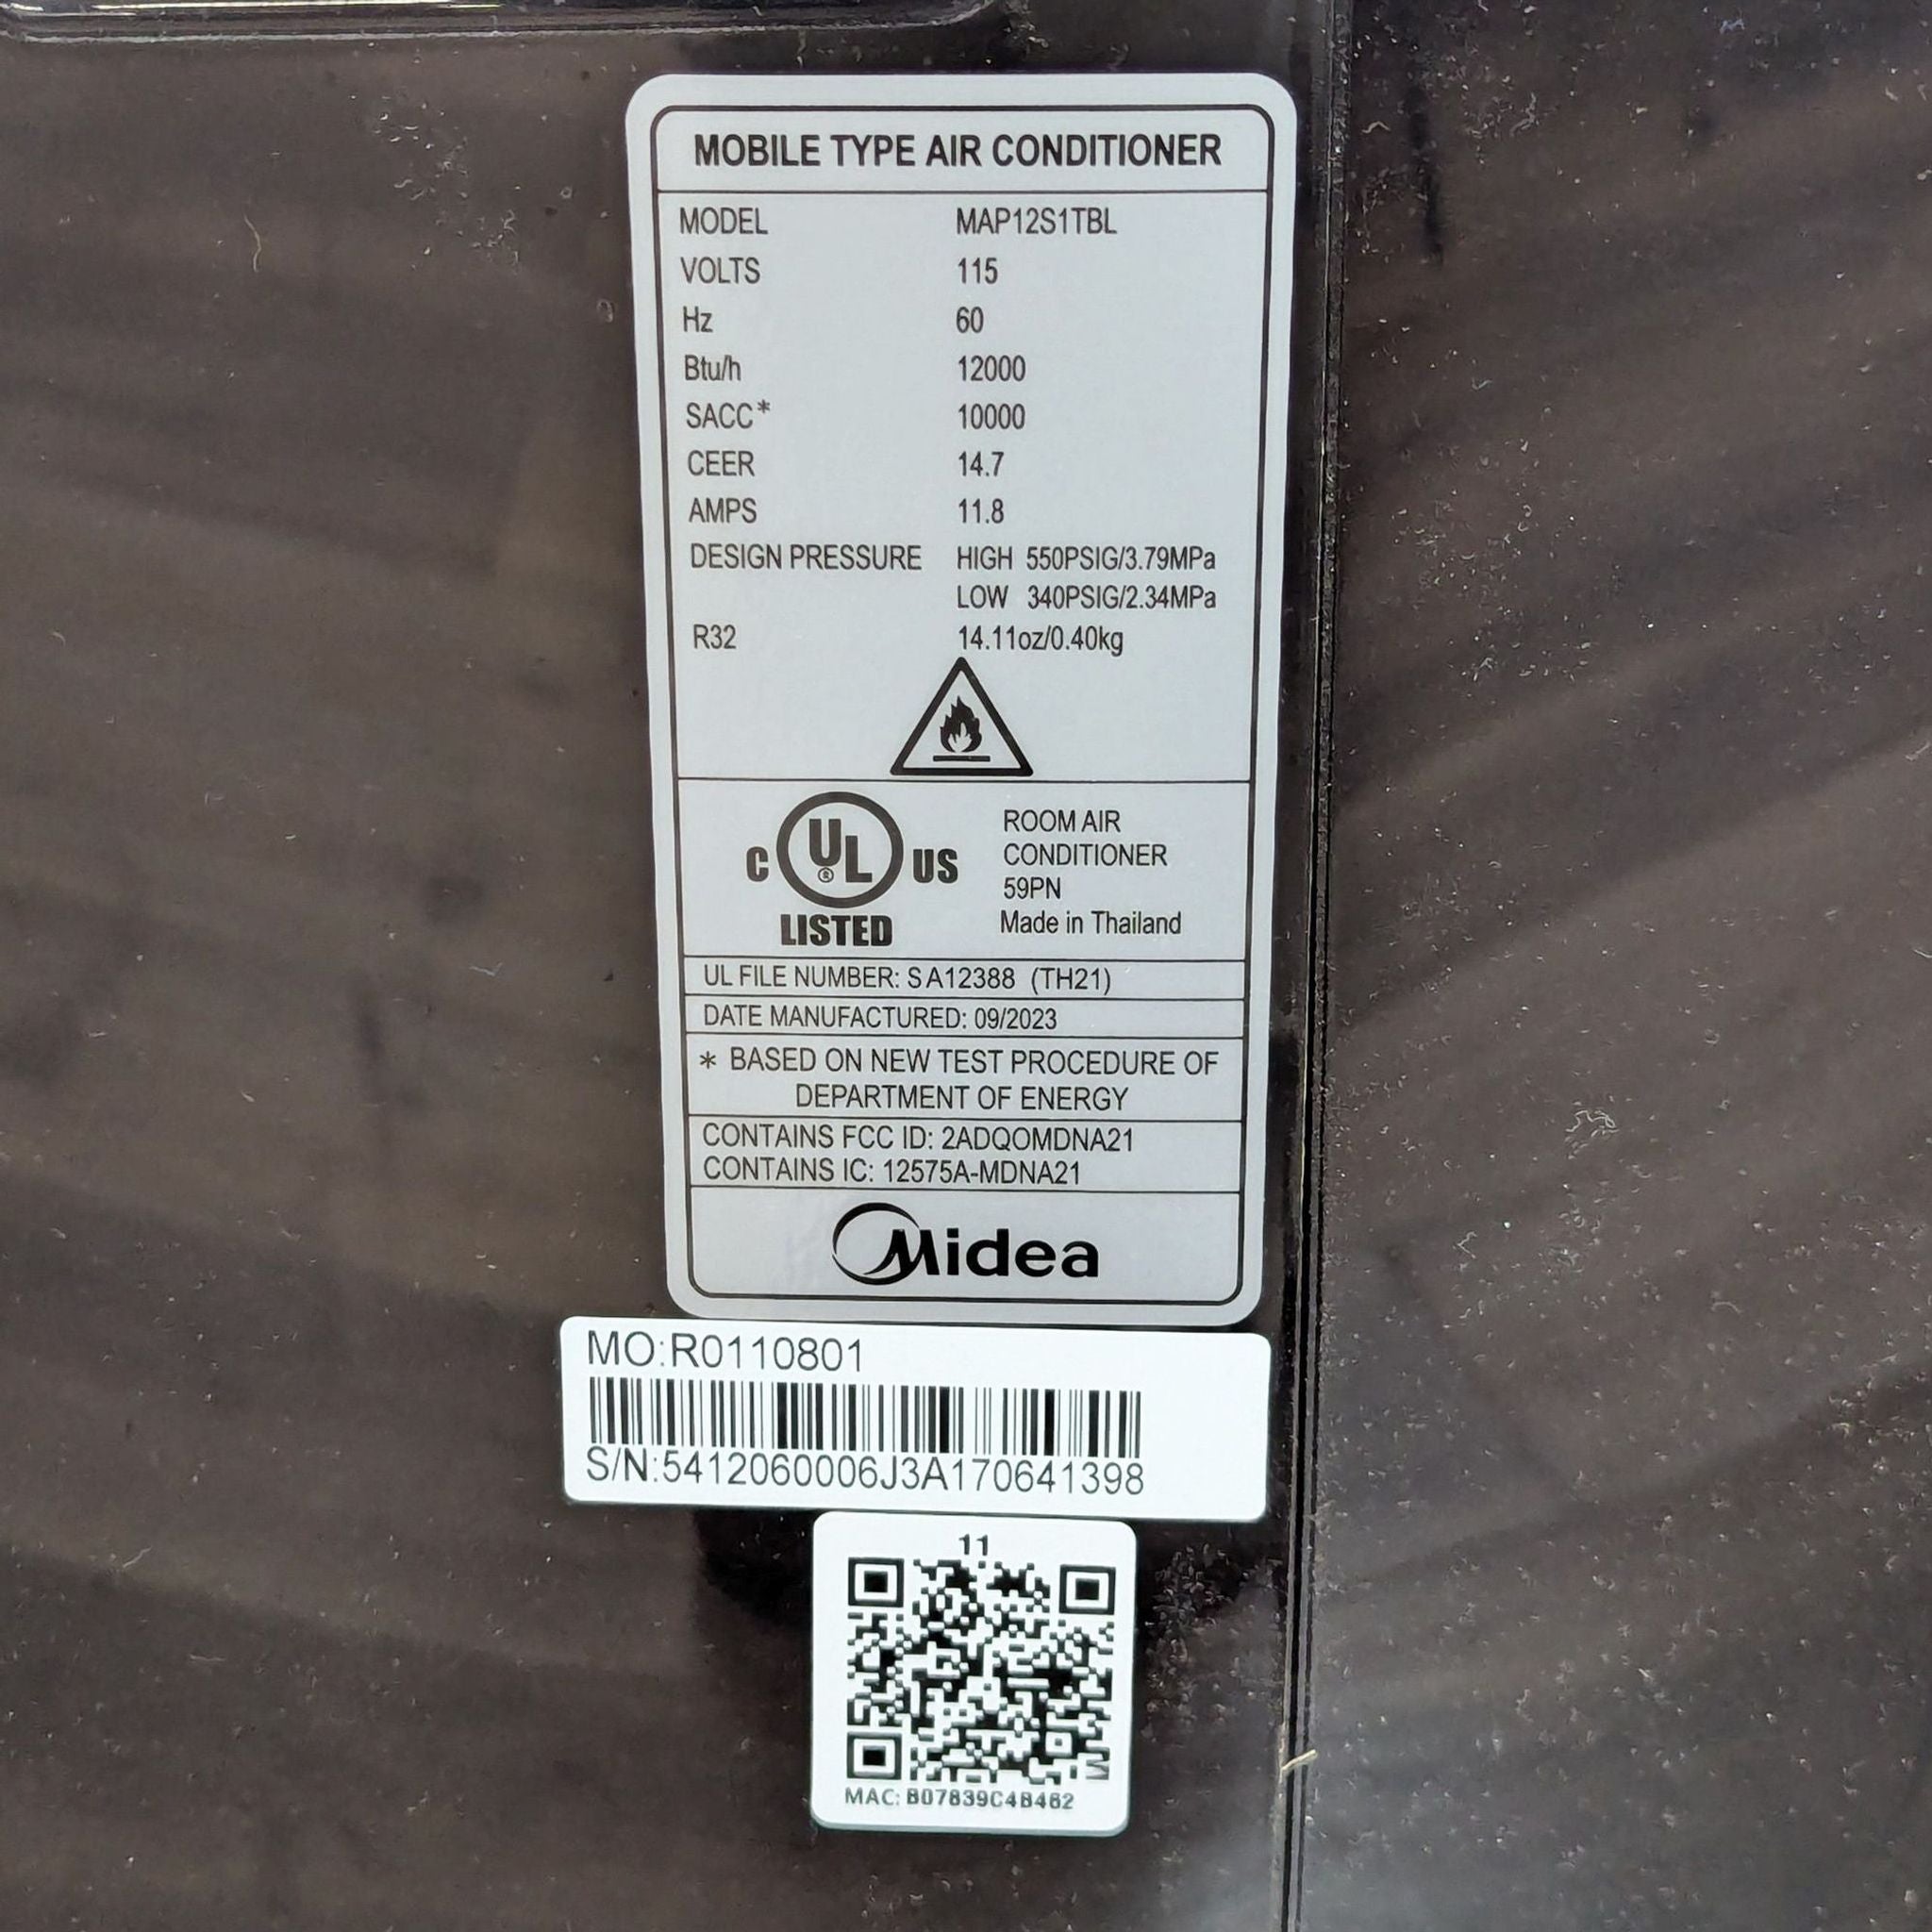 MOBILE TYPE AIR CONDITIONER
MODEL MAP12S1TBL
VOLTS 115
Hz 60
Btu/h 12000
SACC* 10000
CEER 14.7
AMPS 11.8
DESIGN PRESSURE HIGH 550PSIG/3.79MPa
LOW 340PSIG/2.34MPa
R32 14.11oz/0.40kg
C UL® US
LISTED
ROOM AIR
CONDITIONER
59PN
Made in Thailand
UL FILE NUMBER: SA12388 (TH21)
DATE MANUFACTURED: 09/2023
* BASED ON NEW TEST PROCEDURE OF
DEPARTMENT OF ENERGY
CONTAINS FCC ID: 2ADQOMDNA21
CONTAINS IC: 12575A-MDNA21
Midea
MO:R0110801
S/N:5412060006J3A170641398
11
MAC: B07839C4B462